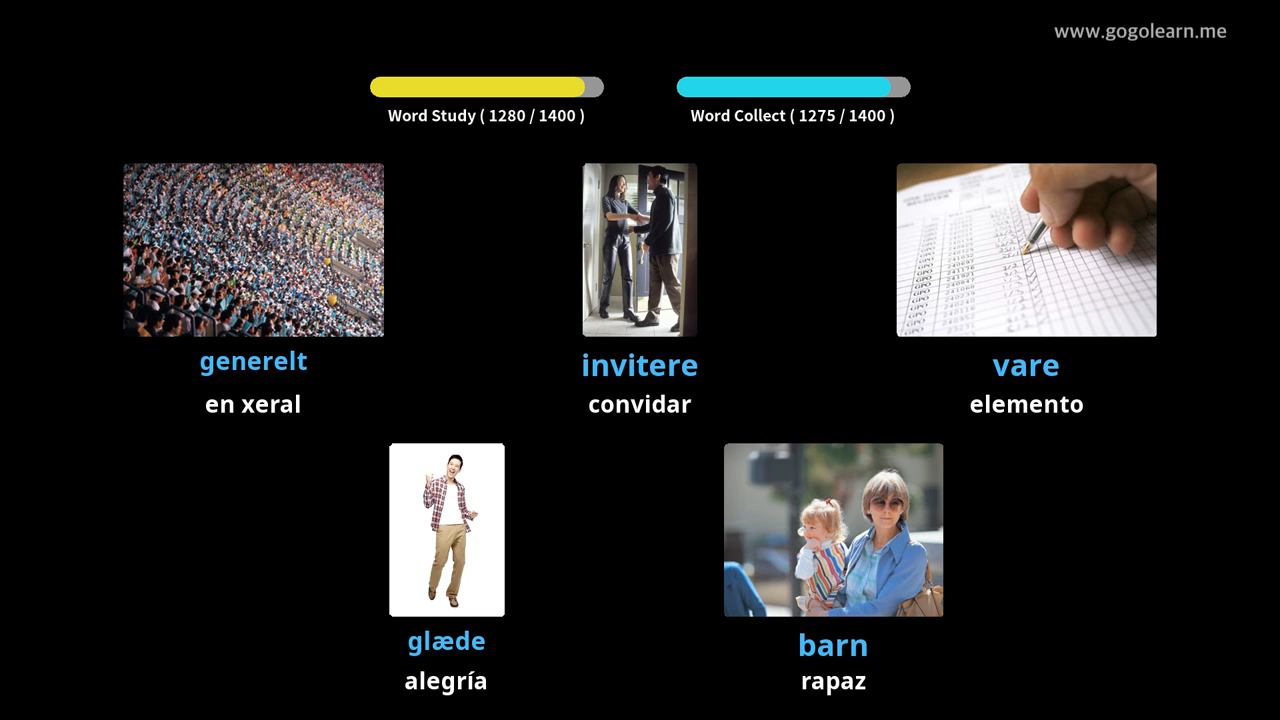 www.gogolearn.me
Word Study ( 1280 / 1400 )
Word Collect ( 1275 / 1400 )
generelt
en xeral
invitere
convidar
vare
elemento
glæde
alegría
barn
rapaz